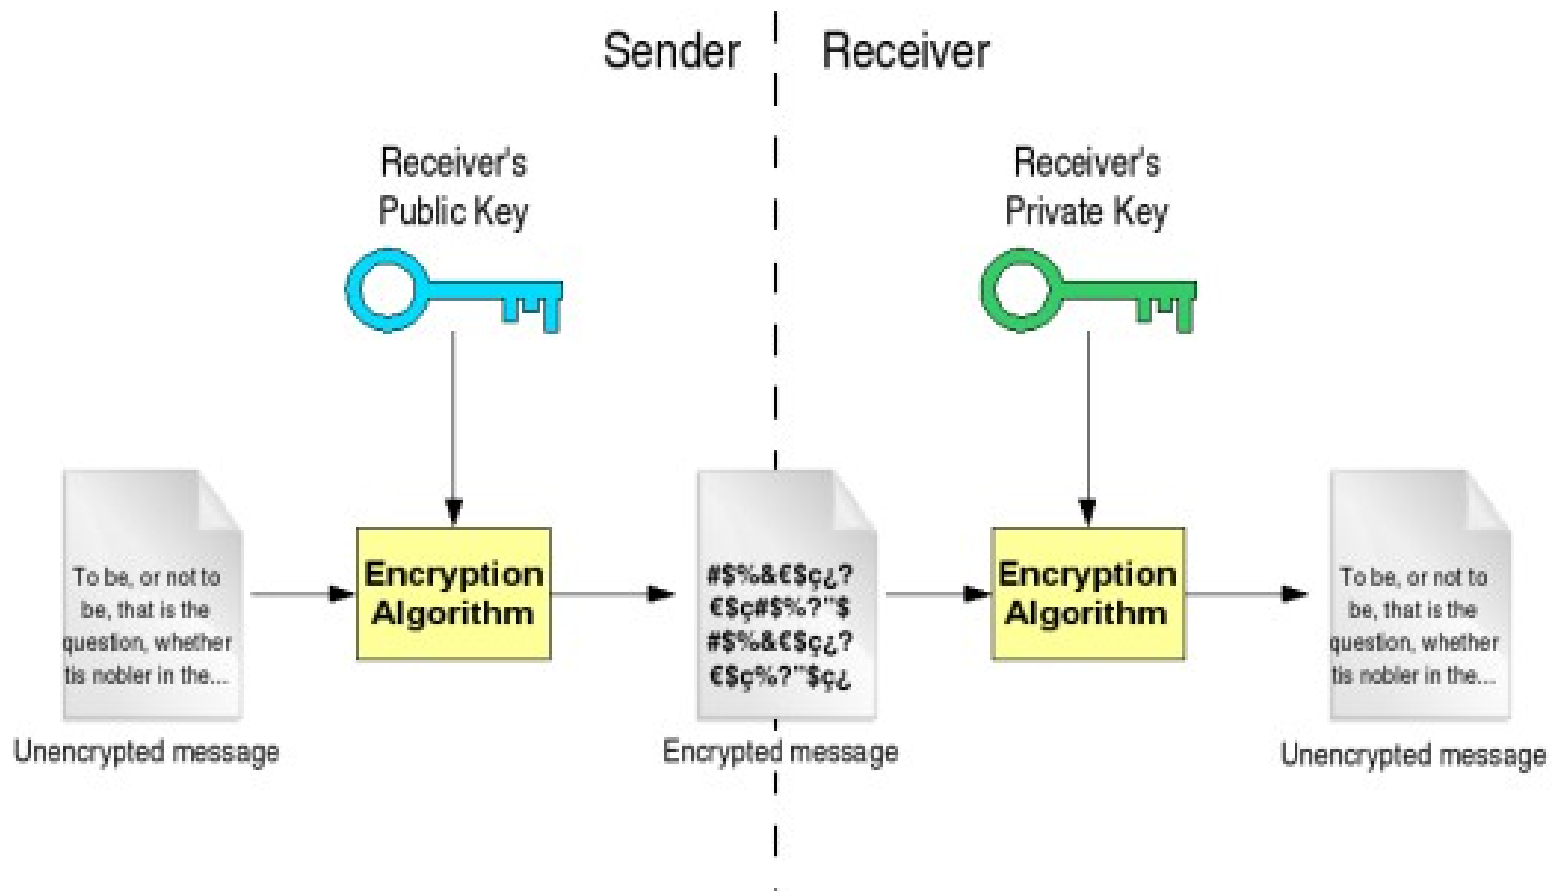 Sender
Receiver
Receiver's
Public Key
Receiver's
Private Key
To be, or not to
be, that is the
question, whether
tis nobler in the...
Unencrypted message
Encryption
Algorithm
#$%&€$ç¿?
€$ç#$%?"$
#$%&€$ç¿?
€$ç%?"$ç¿
Encrypted message
Encryption
Algorithm
To be, or not to
be, that is the
question, whether
tis nobler in the...
Unencrypted message